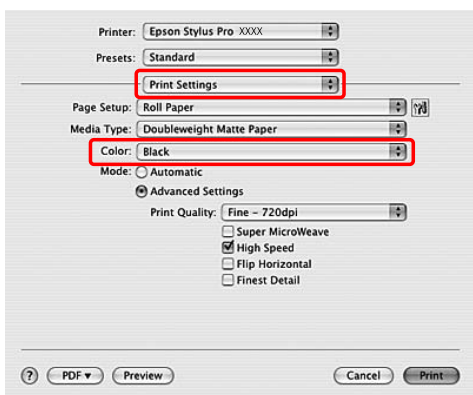 Printer: Epson Stylus Pro XXXX
Presets: Standard
Print Settings
Page Setup: Roll Paper
Media Type: Doubleweight Matte Paper
Color: Black
Mode: Automatic
Advanced Settings
Print Quality: Fine – 720dpi
Super MicroWeave
High Speed
Flip Horizontal
Finest Detail
? PDF Preview Cancel Print